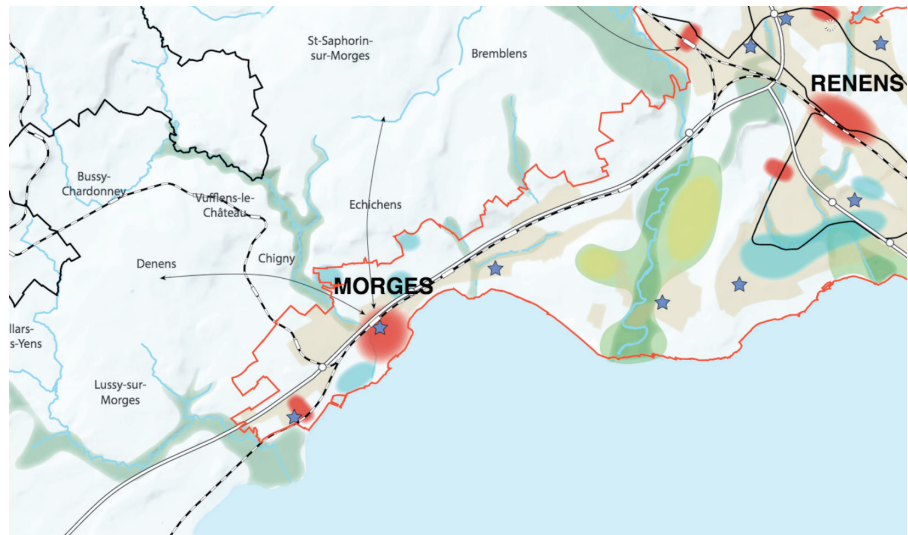 St-Saphorin-
sur-Morges
Bremblens
RENENS
Bussy-
Chardonney
Vufflens-le-
Château
Echichens
Denens
Chigny
MORGES
llars-
s-Yens
Lussy-sur-
Morges